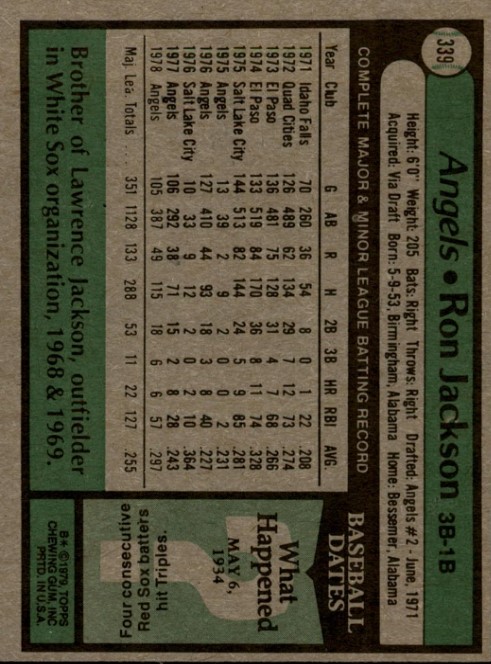 339
Angels • Ron Jackson 3B-1B
Height: 6'0" Weight: 205 Bats: Right Throws: Right Drafted: Angels #2 - June, 1971
Acquired: Via Draft Born: 5-9-53, Birmingham, Alabama Home: Bessemer, Alabama
COMPLETE MAJOR & MINOR LEAGUE BATTING RECORD
Year Club G AB R H 2B 3B HR RBI AVG.
1971 Idaho Falls 70 260 36 54 8 0 1 22 .208
1972 Quad Cities 126 489 62 134 29 7 12 73 .274
1973 El Paso 136 481 75 128 31 4 7 68 .266
1974 El Paso 133 519 84 170 36 8 11 74 .328
1975 Salt Lake City 144 513 82 144 24 5 9 85 .281
1975 Angels 13 39 2 9 2 0 0 2 .231
1976 Angels 127 410 44 93 18 3 8 40 .227
1976 Salt Lake City 10 33 9 12 2 0 2 10 .364
1977 Angels 106 292 38 71 15 2 8 28 .243
1978 Angels 105 387 49 115 18 6 6 57 .297
Maj. Lea. Totals 351 1128 133 288 53 11 22 127 .255
Brother of Lawrence Jackson, outfielder
in White Sox organization, 1968 & 1969.
BASEBALL
DATES
What
Happened
MAY 6,
1934
Four consecutive
Red Sox batters
hit Triples.
B* © 1979 TOPPS
CHEWING GUM, INC
PRTD. IN U.S.A.